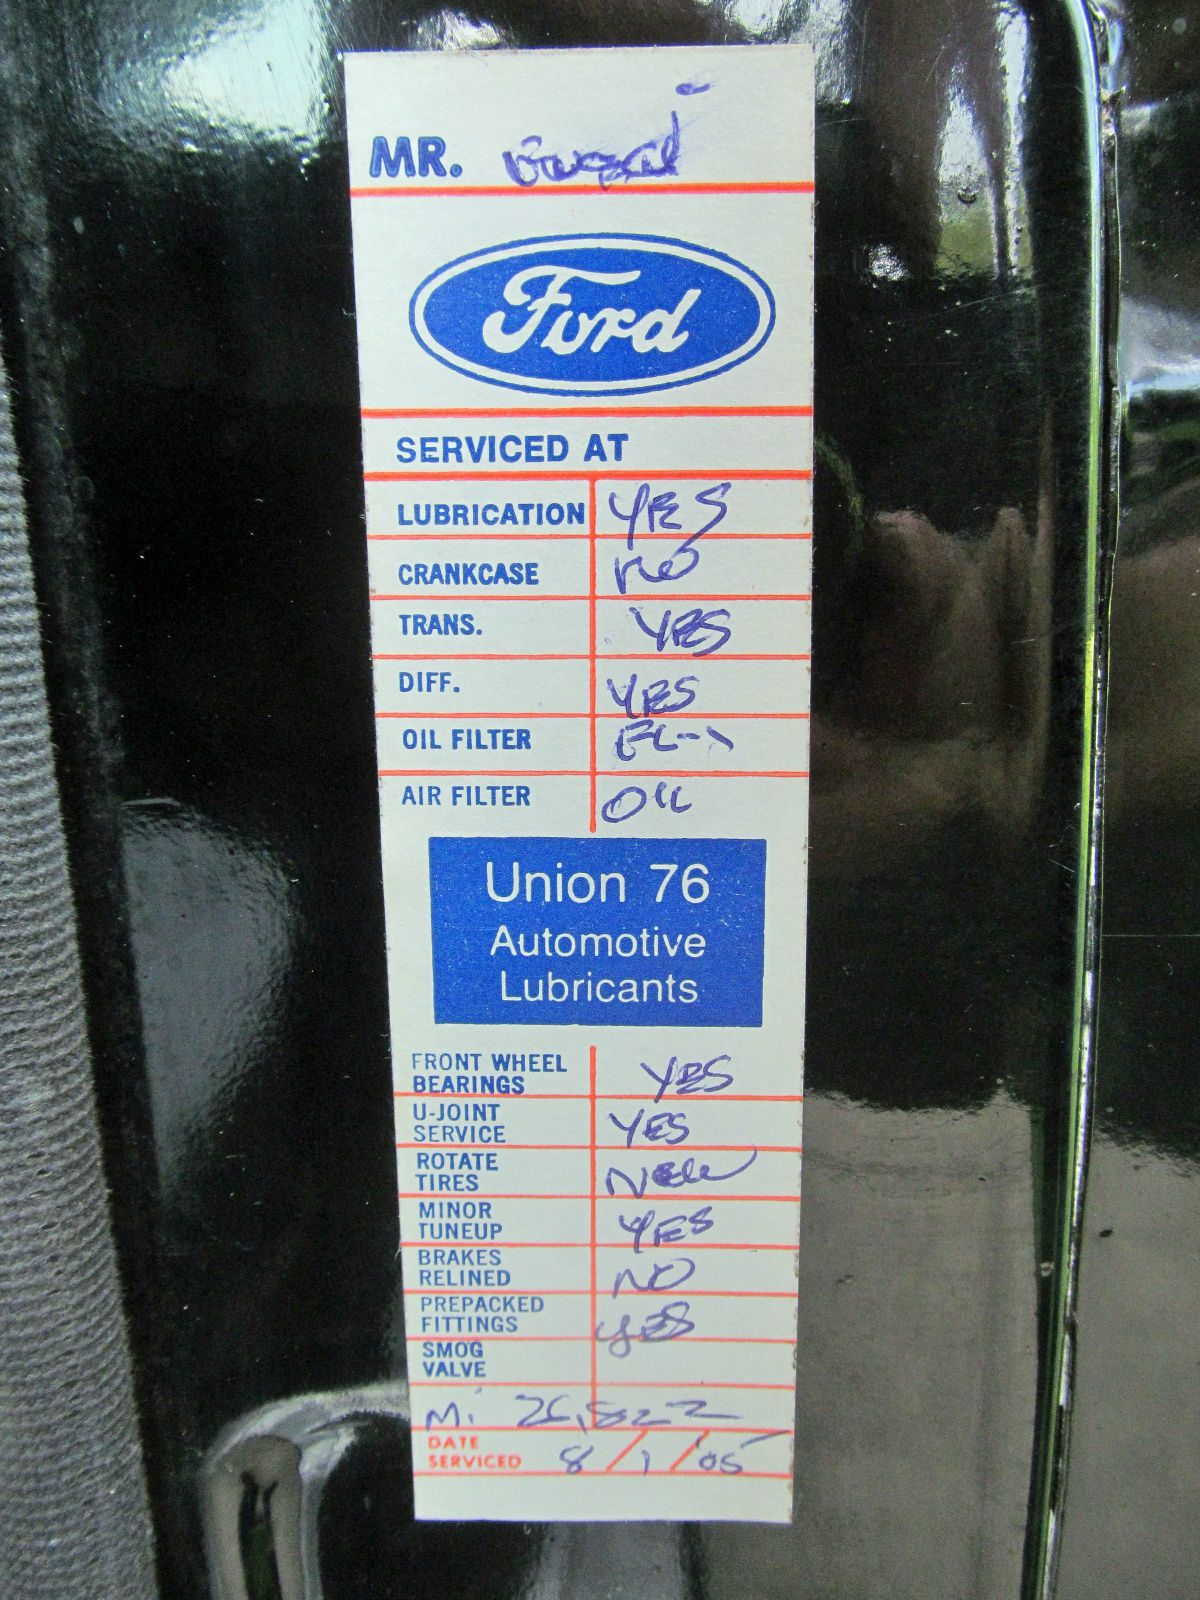 MR.
Ford
SERVICED AT
LUBRICATION YES
CRANKCASE NO
TRANS. YES
DIFF. YES
OIL FILTER FL-1
AIR FILTER OIL
Union 76
Automotive
Lubricants
FRONT WHEEL
BEARINGS YES
U-JOINT
SERVICE YES
ROTATE
TIRES New
MINOR
TUNEUP YES
BRAKES
RELINED NO
PREPACKED
FITTINGS YES
SMOG
VALVE
Mi 26,822
DATE
SERVICED 8/1/05